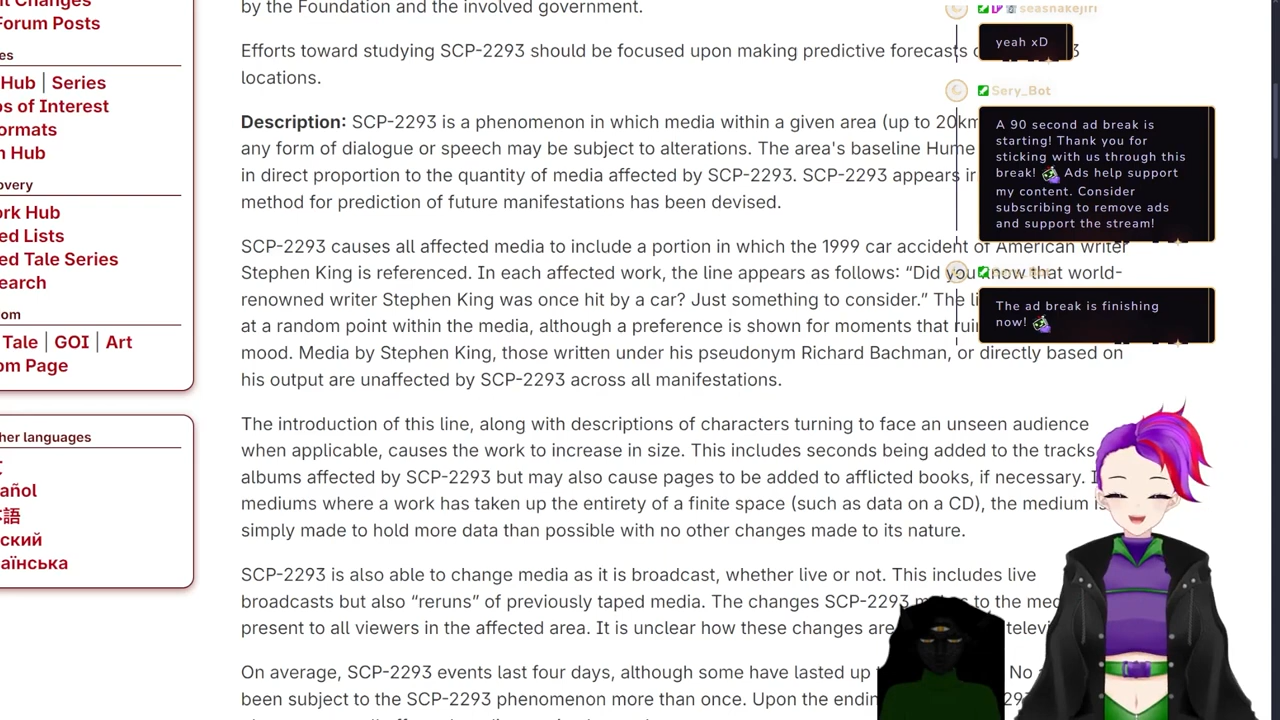 t Changes
Forum Posts
es
Hub | Series
s of Interest
ormats
m Hub
overy
ork Hub
ed Lists
ed Tale Series
earch
om
Tale | GOI | Art
om Page
her languages
añol
本語
ский
аїнська
by the Foundation and the involved government.
Efforts toward studying SCP-2293 should be focused upon making predictive forecasts
locations.
Description: SCP-2293 is a phenomenon in which media within a given area (up to 20km
any form of dialogue or speech may be subject to alterations. The area's baseline Hume
in direct proportion to the quantity of media affected by SCP-2293. SCP-2293 appears
method for prediction of future manifestations has been devised.
SCP-2293 causes all affected media to include a portion in which the 1999 car accident of American writer
Stephen King is referenced. In each affected work, the line appears as follows: “Did you know that world-
renowned writer Stephen King was once hit by a car? Just something to consider.” The
at a random point within the media, although a preference is shown for moments that
mood. Media by Stephen King, those written under his pseudonym Richard Bachman, or directly based on
his output are unaffected by SCP-2293 across all manifestations.
The introduction of this line, along with descriptions of characters turning to face an unseen audience
when applicable, causes the work to increase in size. This includes seconds being added to the tracks
albums affected by SCP-2293 but may also cause pages to be added to afflicted books, if necessary.
mediums where a work has taken up the entirety of a finite space (such as data on a CD), the medium is
simply made to hold more data than possible with no other changes made to its nature.
SCP-2293 is also able to change media as it is broadcast, whether live or not. This includes live
broadcasts but also “reruns” of previously taped media. The changes SCP-2293 to the
present to all viewers in the affected area. It is unclear how these changes are
On average, SCP-2293 events last four days, although some have lasted up No
been subject to the SCP-2293 phenomenon more than once. Upon the
seasnakejiri
yeah xD
Sery_Bot
A 90 second ad break is
starting! Thank you for
sticking with us through this
break! Ads help support
my content. Consider
subscribing to remove ads
and support the stream!
The ad break is finishing
now!